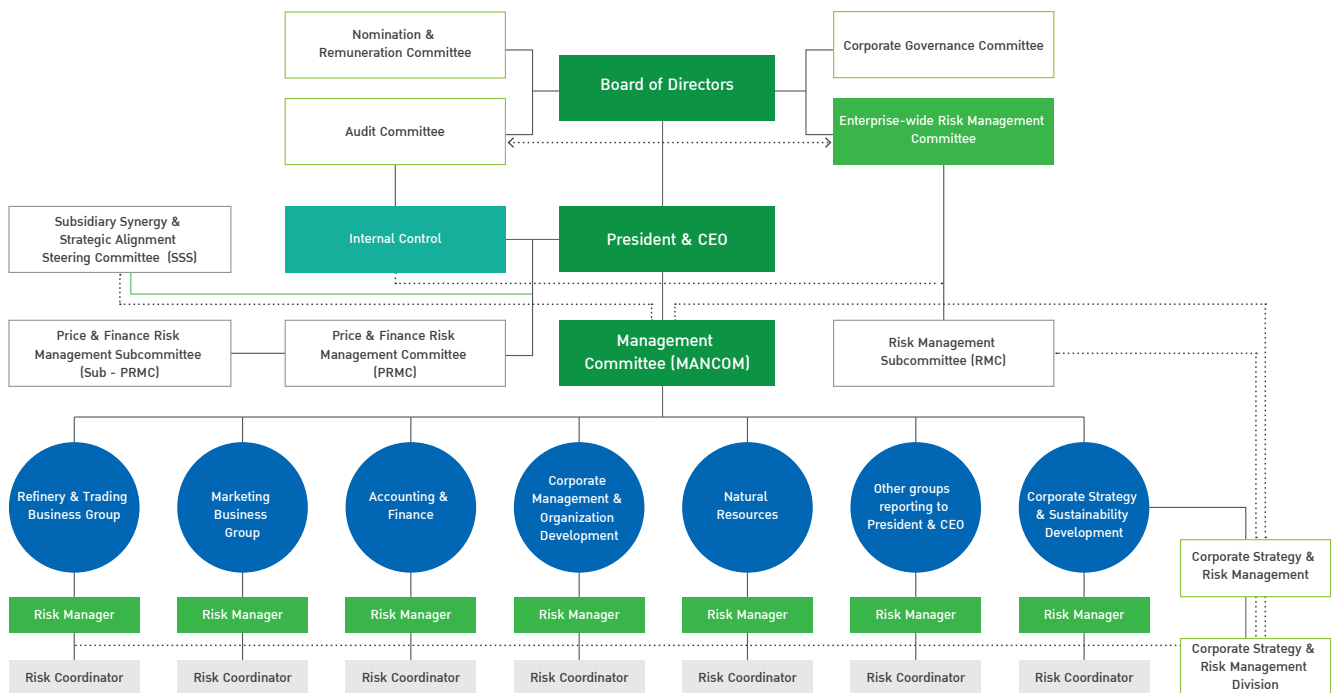 Nomination &
Remuneration Committee
Corporate Governance Committee
Board of Directors
Audit Committee
Enterprise-wide Risk Management
Committee
Subsidiary Synergy &
Strategic Alignment
Steering Committee (SSS)
Internal Control
President & CEO
Price & Finance Risk
Management Subcommittee
(Sub - PRMC)
Price & Finance Risk
Management Committee
(PRMC)
Management
Committee (MANCOM)
Risk Management
Subcommittee (RMC)
Refinery & Trading
Business Group
Marketing
Business
Group
Accounting &
Finance
Corporate
Management &
Organization
Development
Natural
Resources
Other groups
reporting to
President & CEO
Corporate Strategy
& Sustainability
Development
Corporate Strategy &
Risk Management
Risk Manager
Risk Manager
Risk Manager
Risk Manager
Risk Manager
Risk Manager
Risk Manager
Risk Coordinator
Risk Coordinator
Risk Coordinator
Risk Coordinator
Risk Coordinator
Risk Coordinator
Risk Coordinator
Corporate Strategy &
Risk Management
Division